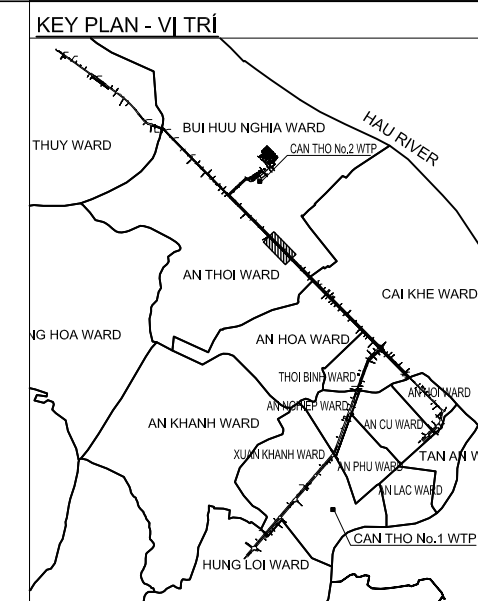 KEY PLAN - VỊ TRÍ
HAU RIVER
BUI HUU NGHIA WARD
THUY WARD
CAN THO No,2 WTP
AN THOI WARD
CAI KHE WARD
NG HOA WARD
AN HOA WARD
THOI BINH WARD
AN HOI WARD
AN NGHIEP WARD
AN KHANH WARD
AN CU WARD
XUAN KHANH WARD
TAN AN W
AN PHU WARD
AN LAC WARD
CAN THO No.1 WTP
HUNG LOI WARD